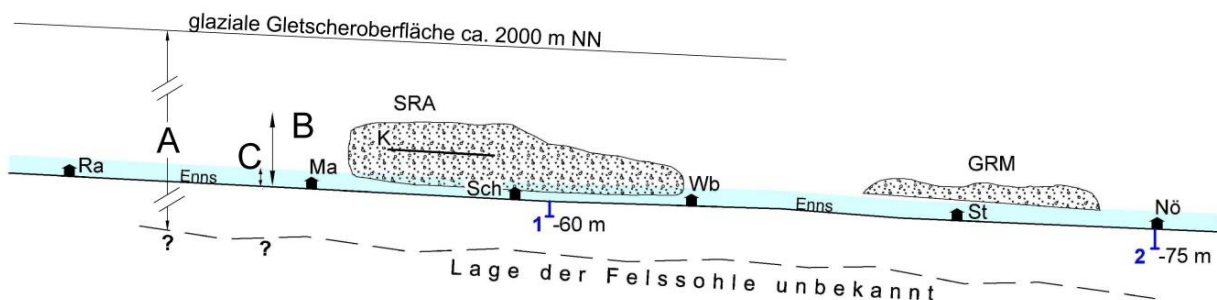 glaziale Gletscheroberfläche ca. 2000 m NN
SRA
B
K
A
C
GRM
Ra
Enns
Ma
Sch
Wb
Enns
St
Nö
1 -60 m
2 -75 m
?
?
Lage der Felssohle unbekannt